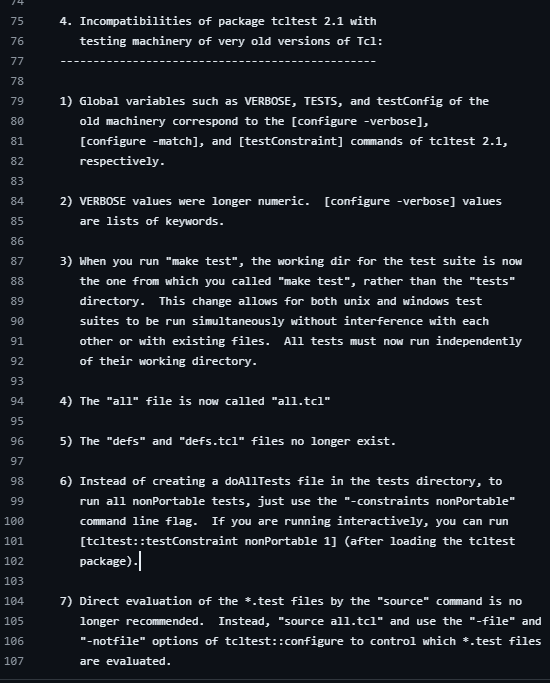 74
75 4. Incompatibilities of package tcltest 2.1 with
76 testing machinery of very old versions of Tcl:
77 ------------------------------------------------
78
79 1) Global variables such as VERBOSE, TESTS, and testConfig of the
80 old machinery correspond to the [configure -verbose],
81 [configure -match], and [testConstraint] commands of tcltest 2.1,
82 respectively.
83
84 2) VERBOSE values were longer numeric.  [configure -verbose] values
85 are lists of keywords.
86
87 3) When you run "make test", the working dir for the test suite is now
88 the one from which you called "make test", rather than the "tests"
89 directory.  This change allows for both unix and windows test
90 suites to be run simultaneously without interference with each
91 other or with existing files.  All tests must now run independently
92 of their working directory.
93
94 4) The "all" file is now called "all.tcl"
95
96 5) The "defs" and "defs.tcl" files no longer exist.
97
98 6) Instead of creating a doAllTests file in the tests directory, to
99 run all nonPortable tests, just use the "-constraints nonPortable"
100 command line flag.  If you are running interactively, you can run
101 [tcltest::testConstraint nonPortable 1] (after loading the tcltest
102 package).
103
104 7) Direct evaluation of the *.test files by the "source" command is no
105 longer recommended.  Instead, "source all.tcl" and use the "-file" and
106 "-notfile" options of tcltest::configure to control which *.test files
107 are evaluated.